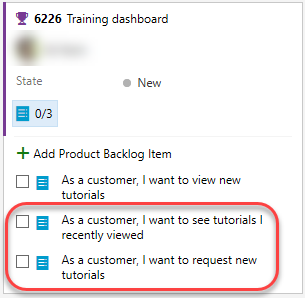 6226 Training dashboard
State
New
0/3
Add Product Backlog Item
As a customer, I want to view new
tutorials
As a customer, I want to see tutorials I
recently viewed
As a customer, I want to request new
tutorials